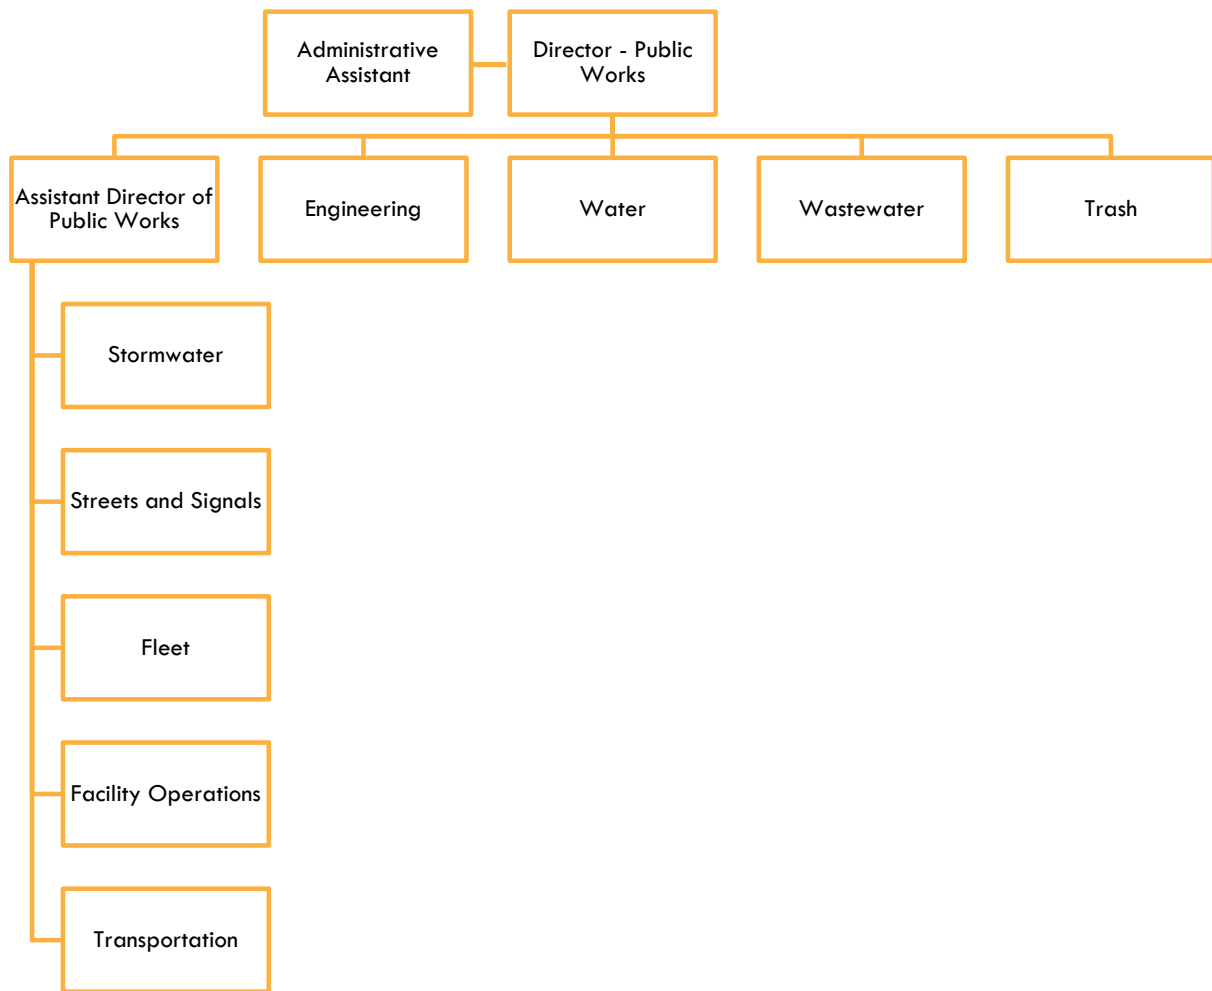 Administrative
Assistant
Director - Public
Works
Assistant Director of
Public Works
Engineering
Water
Wastewater
Trash
Stormwater
Streets and Signals
Fleet
Facility Operations
Transportation